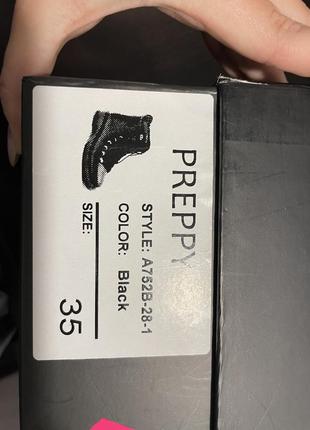 PREPPY
STYLE: A752B-28-1
COLOR: Black
SIZE: 35